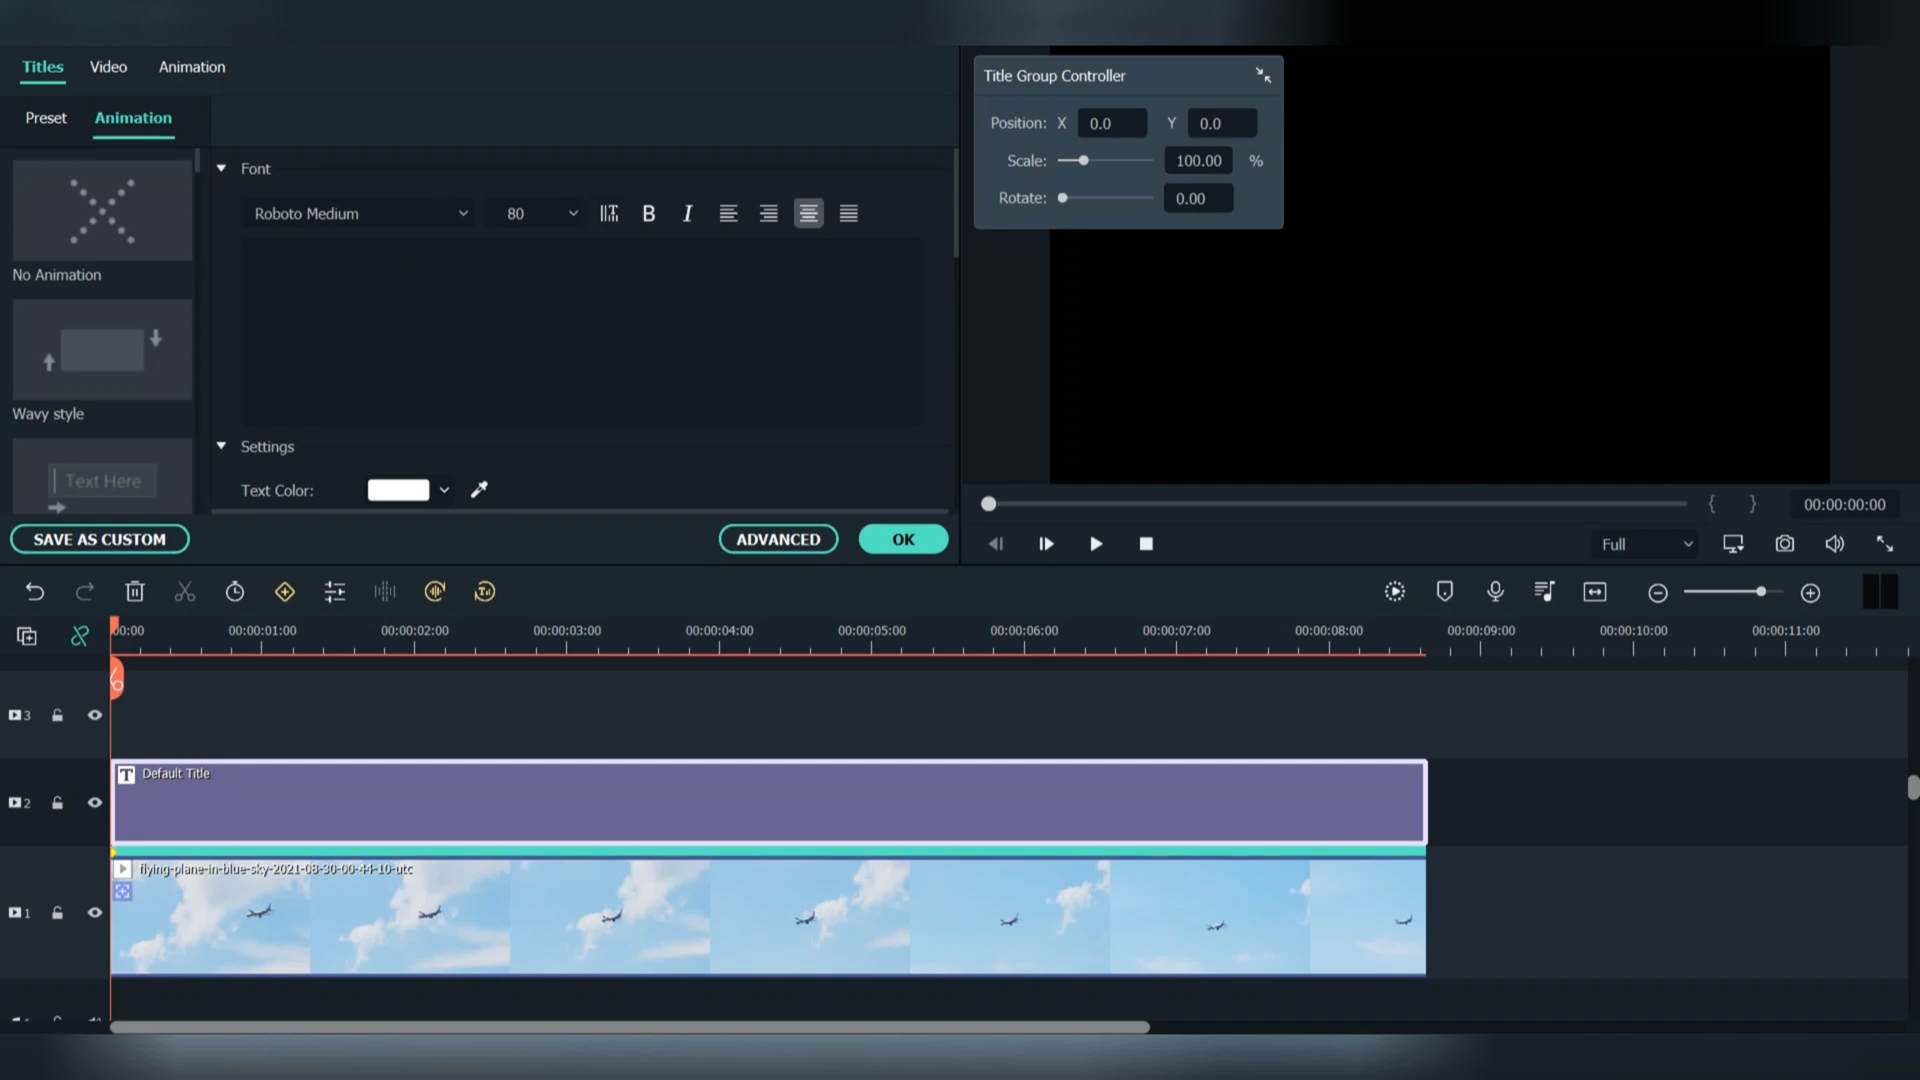 Titles Video Animation
Preset Animation
No Animation
Wavy style
Text Here
Font
Roboto Medium 80 B I
Settings
Text Color:
SAVE AS CUSTOM ADVANCED OK
Title Group Controller
Position: X 0.0 Y 0.0
Scale: 100.00 %
Rotate: 0.00
{ } 00:00:00:00
Full
00:00 00:00:01:00 00:00:02:00 00:00:03:00 00:00:04:00 00:00:05:00 00:00:06:00 00:00:07:00 00:00:08:00 00:00:09:00 00:00:10:00 00:00:11:00
3
2
T Default Title
1
flying-plane-in-blue-sky-2021-08-30-00-44-10-utc